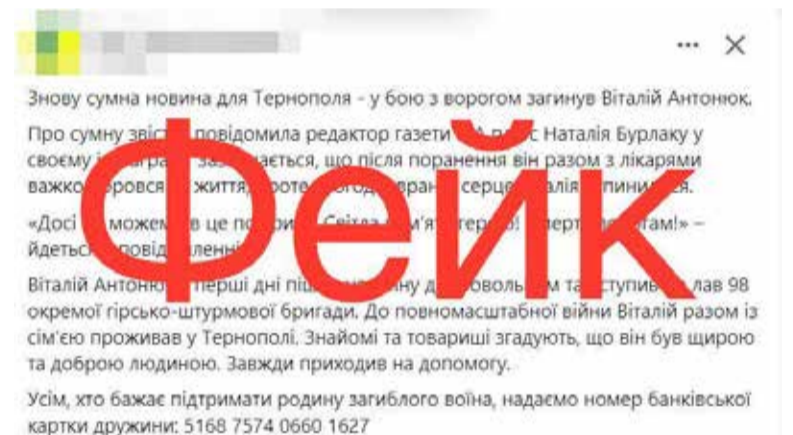 Знову сумна новина для Тернополя - у бою з ворогом загинув Віталій Антонюк.
Про сумну повідомила редактор газети Наталія Бурлаку у
своєму що після поранення він разом з лікарями
важко життя серце
«Досі можем в це Світла –
йдеться
Віталій Антонюк перші дні та лав 98
окремої гірсько-штурмової бригади. До повномасштабної війни Віталій разом із
сім'єю проживав у Тернополі. Знайомі та товариші згадують, що він був щирою
та доброю людиною. Завжди приходив на допомогу.
Усім, хто бажає підтримати родину загиблого воїна, надаємо номер банківської
картки дружини: 5168 7574 0660 1627
Фейк